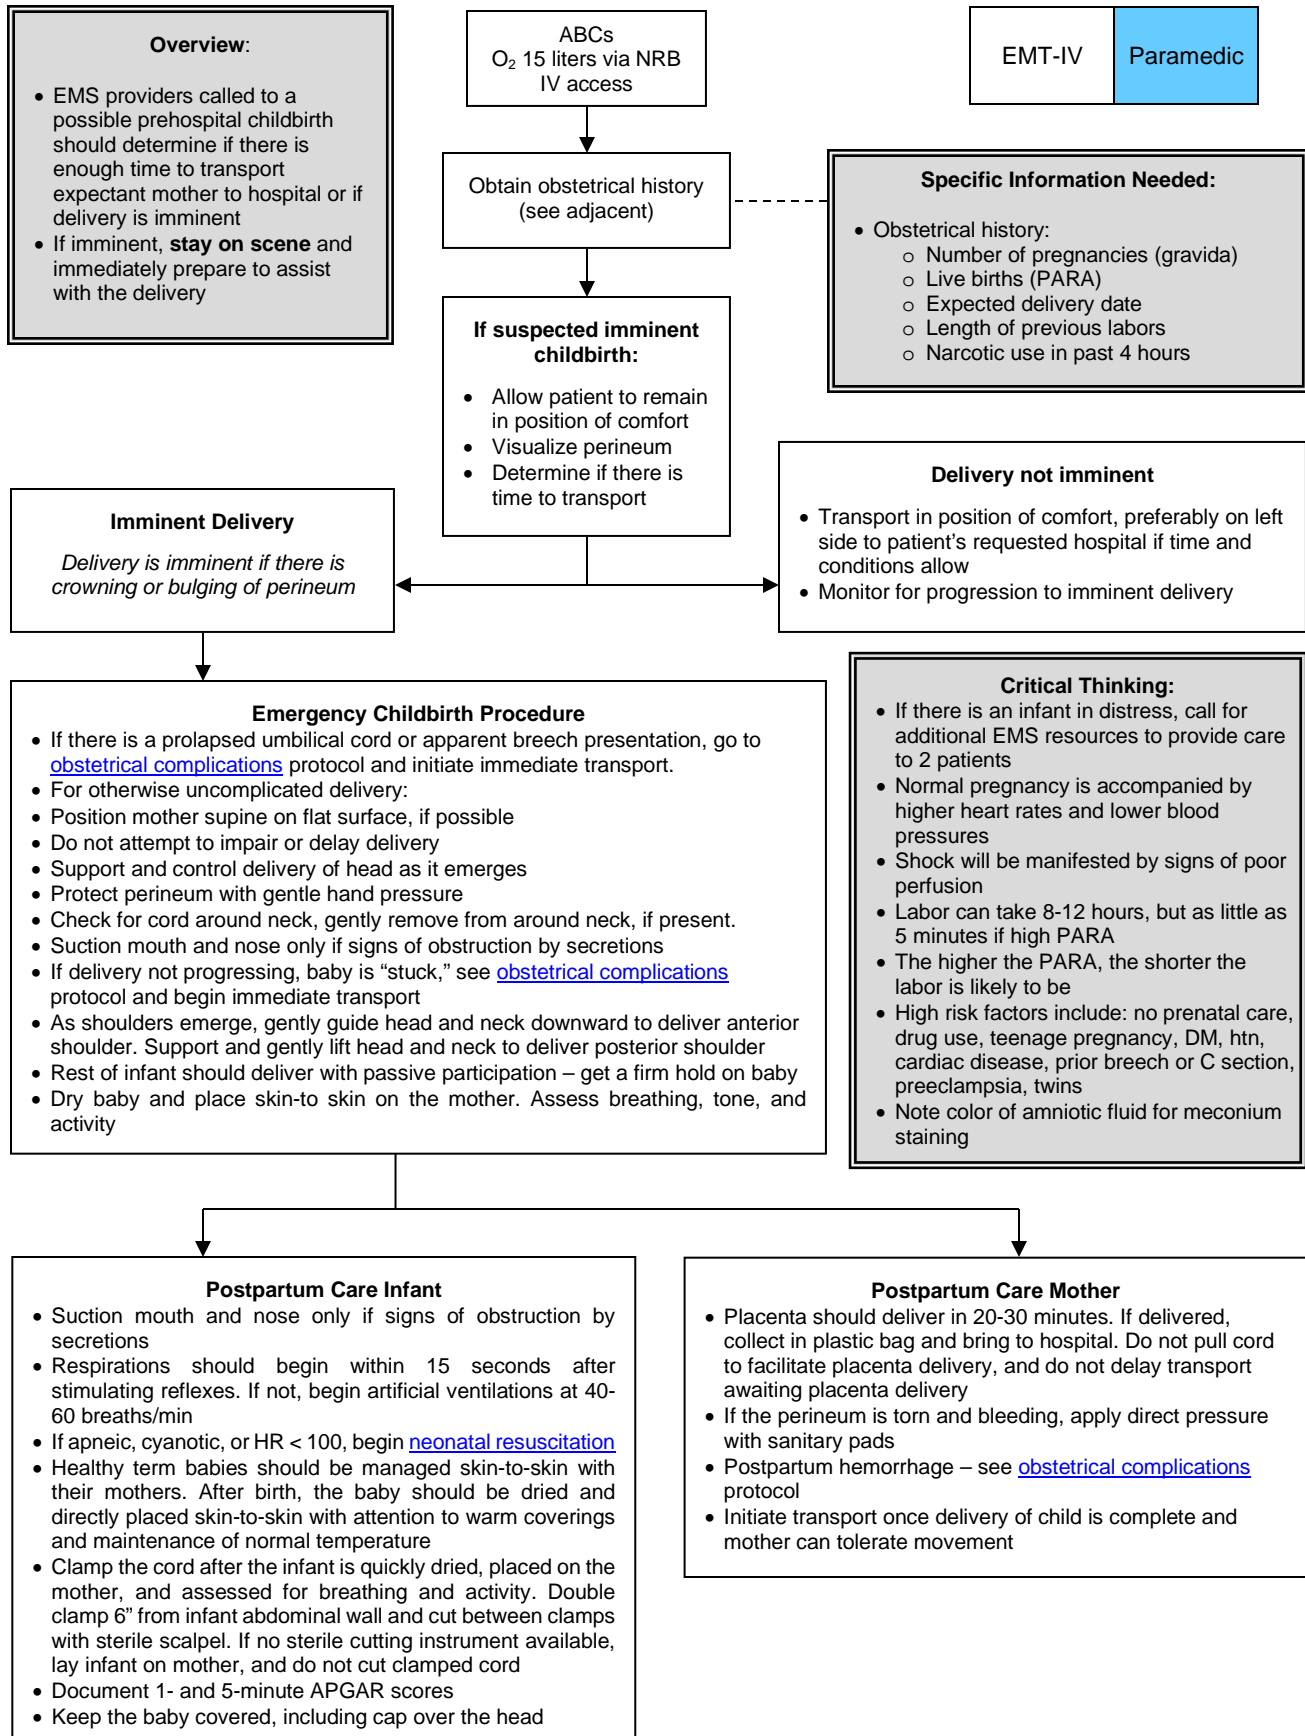 Overview:
• EMS providers called to a
possible prehospital childbirth
should determine if there is
enough time to transport
expectant mother to hospital or if
delivery is imminent
• If imminent, stay on scene and
immediately prepare to assist
with the delivery
ABCs
O₂ 15 liters via NRB
IV access
EMT-IV
Paramedic
Obtain obstetrical history
(see adjacent)
Specific Information Needed:
• Obstetrical history:
o Number of pregnancies (gravida)
o Live births (PARA)
o Expected delivery date
o Length of previous labors
o Narcotic use in past 4 hours
If suspected imminent
childbirth:
• Allow patient to remain
in position of comfort
• Visualize perineum
• Determine if there is
time to transport
Imminent Delivery
Delivery is imminent if there is
crowning or bulging of perineum
Delivery not imminent
• Transport in position of comfort, preferably on left
side to patient’s requested hospital if time and
conditions allow
• Monitor for progression to imminent delivery
Emergency Childbirth Procedure
• If there is a prolapsed umbilical cord or apparent breech presentation, go to
obstetrical complications protocol and initiate immediate transport.
• For otherwise uncomplicated delivery:
• Position mother supine on flat surface, if possible
• Do not attempt to impair or delay delivery
• Support and control delivery of head as it emerges
• Protect perineum with gentle hand pressure
• Check for cord around neck, gently remove from around neck, if present.
• Suction mouth and nose only if signs of obstruction by secretions
• If delivery not progressing, baby is “stuck,” see obstetrical complications
protocol and begin immediate transport
• As shoulders emerge, gently guide head and neck downward to deliver anterior
shoulder. Support and gently lift head and neck to deliver posterior shoulder
• Rest of infant should deliver with passive participation – get a firm hold on baby
• Dry baby and place skin-to skin on the mother. Assess breathing, tone, and
activity
Critical Thinking:
• If there is an infant in distress, call for
additional EMS resources to provide care
to 2 patients
• Normal pregnancy is accompanied by
higher heart rates and lower blood
pressures
• Shock will be manifested by signs of poor
perfusion
• Labor can take 8-12 hours, but as little as
5 minutes if high PARA
• The higher the PARA, the shorter the
labor is likely to be
• High risk factors include: no prenatal care,
drug use, teenage pregnancy, DM, htn,
cardiac disease, prior breech or C section,
preeclampsia, twins
• Note color of amniotic fluid for meconium
staining
Postpartum Care Infant
• Suction mouth and nose only if signs of obstruction by
secretions
• Respirations should begin within 15 seconds after
stimulating reflexes. If not, begin artificial ventilations at 40-
60 breaths/min
• If apneic, cyanotic, or HR < 100, begin neonatal resuscitation
• Healthy term babies should be managed skin-to-skin with
their mothers. After birth, the baby should be dried and
directly placed skin-to-skin with attention to warm coverings
and maintenance of normal temperature
• Clamp the cord after the infant is quickly dried, placed on the
mother, and assessed for breathing and activity. Double
clamp 6” from infant abdominal wall and cut between clamps
with sterile scalpel. If no sterile cutting instrument available,
lay infant on mother, and do not cut clamped cord
• Document 1- and 5-minute APGAR scores
• Keep the baby covered, including cap over the head
Postpartum Care Mother
• Placenta should deliver in 20-30 minutes. If delivered,
collect in plastic bag and bring to hospital. Do not pull cord
to facilitate placenta delivery, and do not delay transport
awaiting placenta delivery
• If the perineum is torn and bleeding, apply direct pressure
with sanitary pads
• Postpartum hemorrhage – see obstetrical complications
protocol
• Initiate transport once delivery of child is complete and
mother can tolerate movement